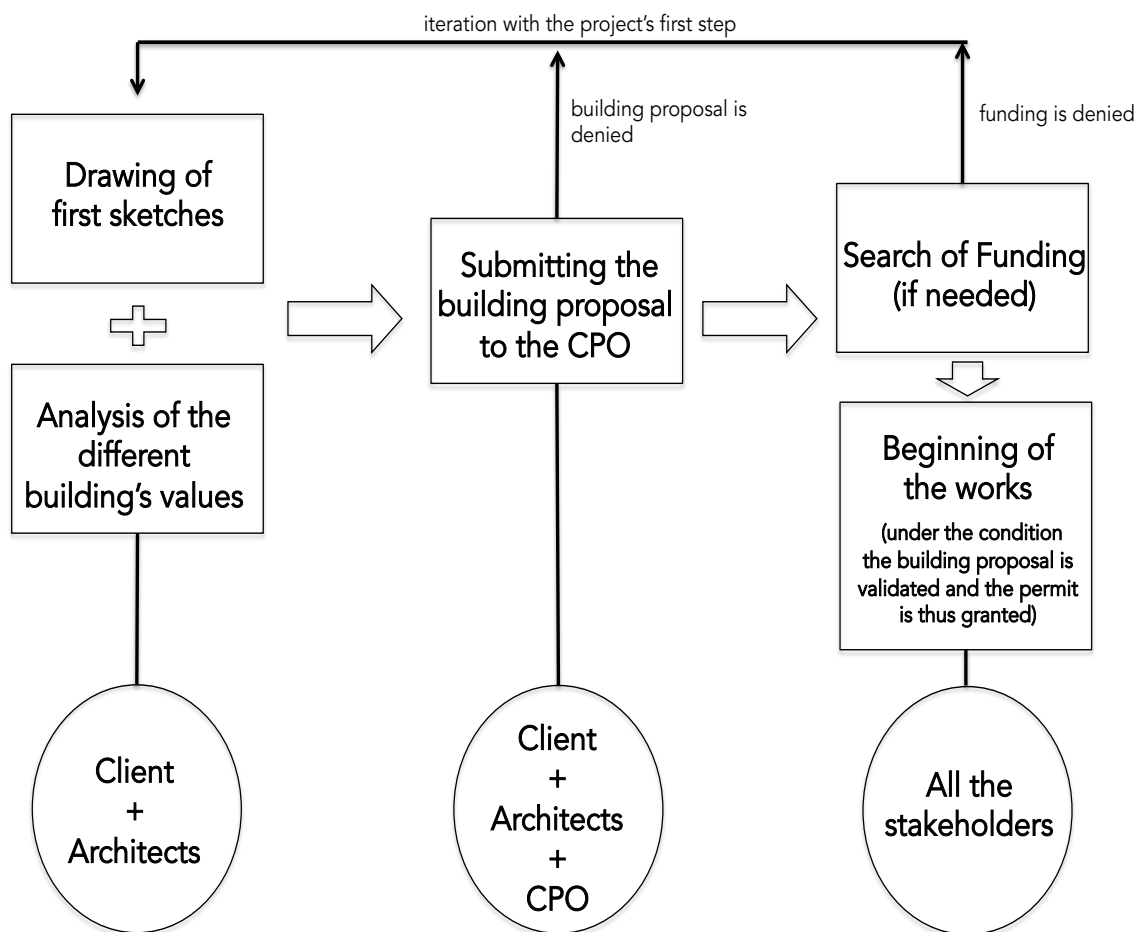 iteration with the project's first step
building proposal is
denied
funding is denied
Drawing of
first sketches
Analysis of the
different
building's values
Submitting the
building proposal
to the CPO
Search of Funding
(if needed)
Beginning of
the works
(under the condition
the building proposal is
validated and the permit
is thus granted)
Client
+
Architects
Client
+
Architects
+
CPO
All the
stakeholders